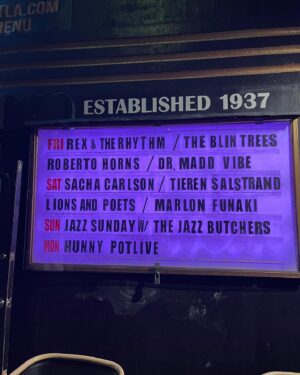 TLA.COM
MENU
ESTABLISHED 1937
FRI REX & THE RHYTHM / THE BLIN TREES
ROBERTO HORNS / DR. MADD VIBE
SAT SACHA CARLSON / TIEREN SALSTRAND
LIONS AND POETS / MARLON FUNAKI
SUN JAZZ SUNDAY W/ THE JAZZ BUTCHERS
MON HUNNY POTLIVE